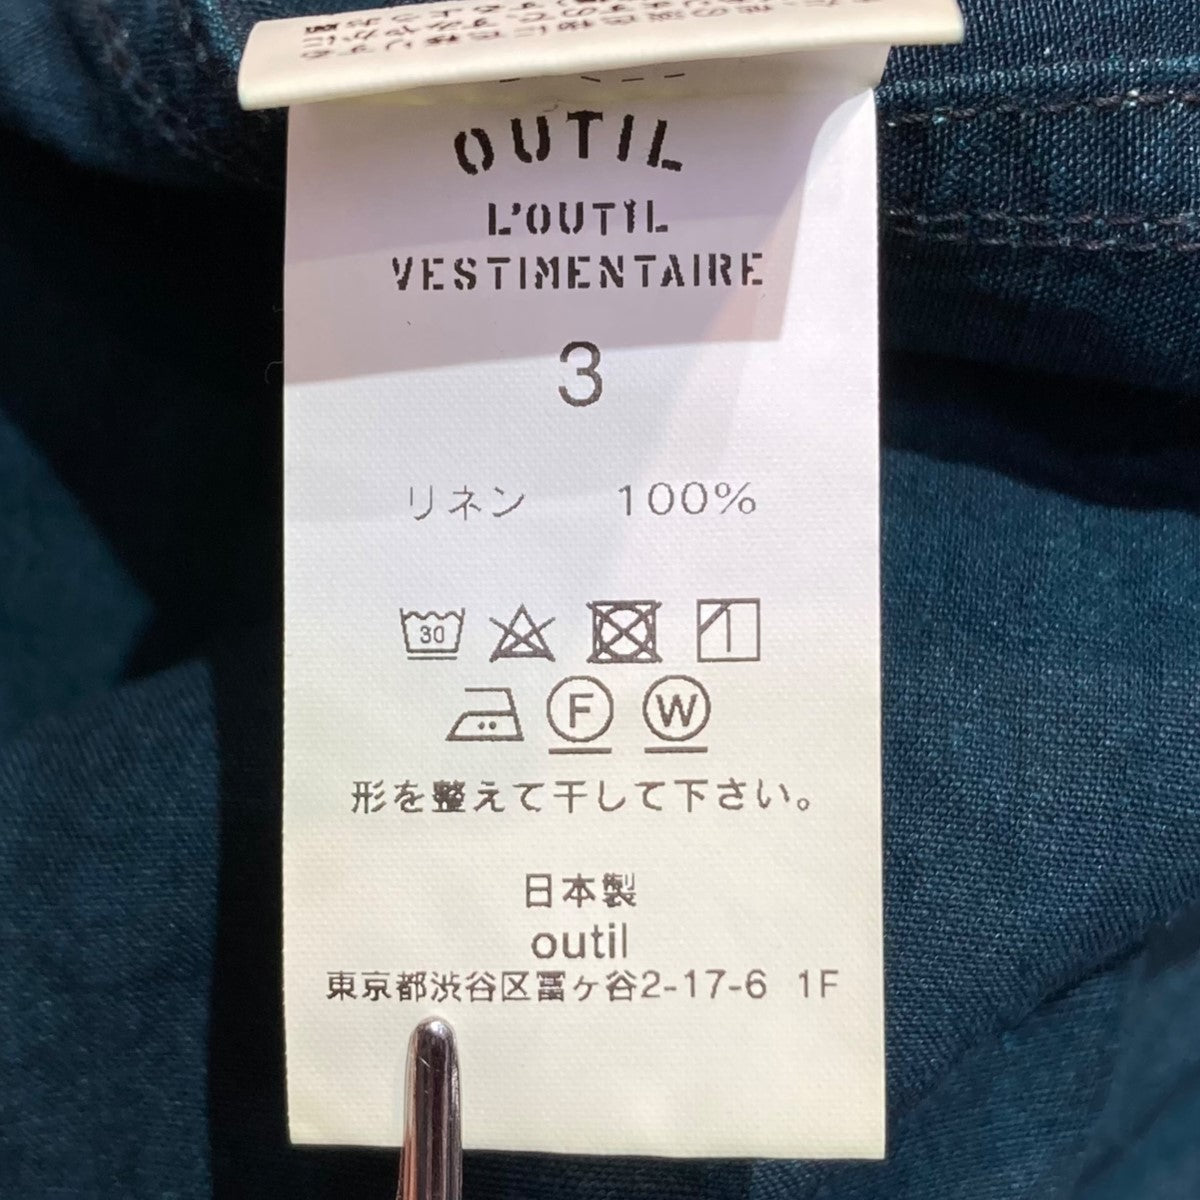 OUTIL
L'OUTIL
VESTIMENTAIRE
3
リネン 100%
30
F W
形を整えて干して下さい。
日本製
outil
東京都渋谷区富ヶ谷2-17-6 1F